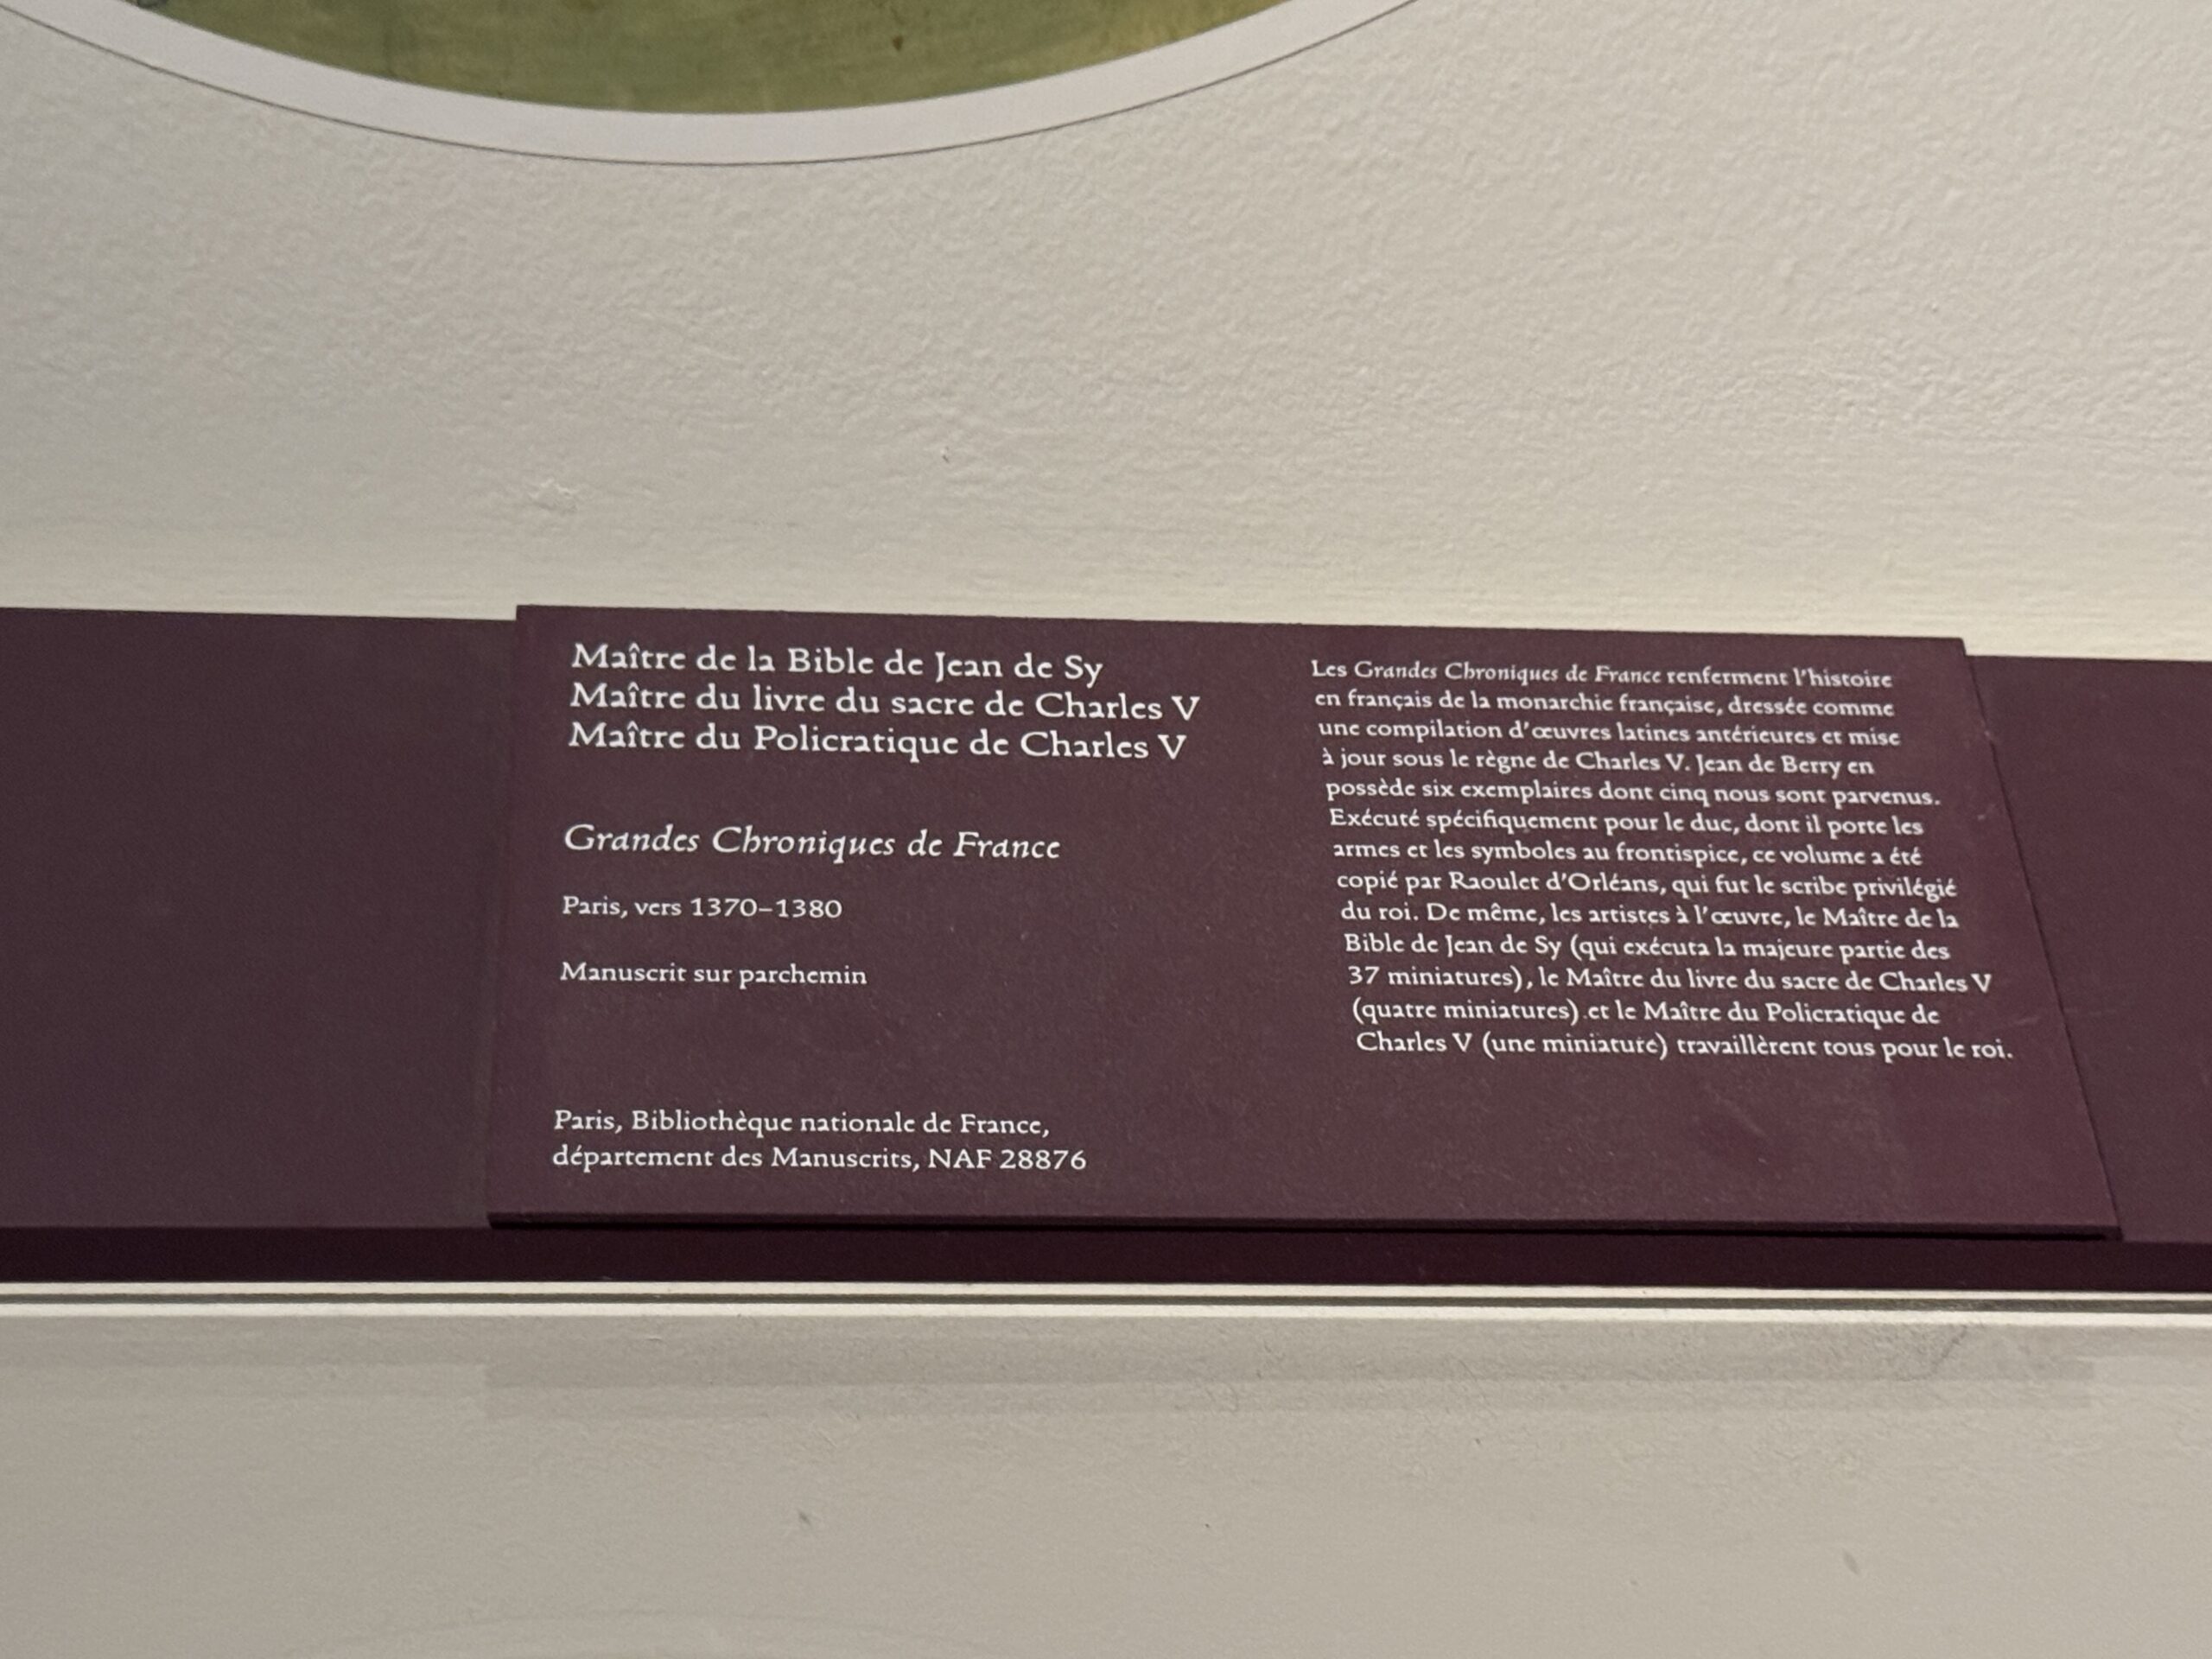 Maître de la Bible de Jean de Sy
Maître du livre du sacre de Charles V
Maître du Policratique de Charles V
Grandes Chroniques de France
Paris, vers 1370–1380
Manuscrit sur parchemin
Paris, Bibliothèque nationale de France,
département des Manuscrits, NAF 28876
Les Grandes Chroniques de France renferment l'histoire
en français de la monarchie française, dressée comme
une compilation d'œuvres latines antérieures et mise
à jour sous le règne de Charles V. Jean de Berry en
possède six exemplaires dont cinq nous sont parvenus.
Exécuté spécifiquement pour le duc, dont il porte les
armes et les symboles au frontispice, ce volume a été
copié par Raoulet d'Orléans, qui fut le scribe privilégié
du roi. De même, les artistes à l'œuvre, le Maître de la
Bible de Jean de Sy (qui exécuta la majeure partie des
37 miniatures), le Maître du livre du sacre de Charles V
(quatre miniatures) et le Maître du Policratique de
Charles V (une miniature) travaillèrent tous pour le roi.